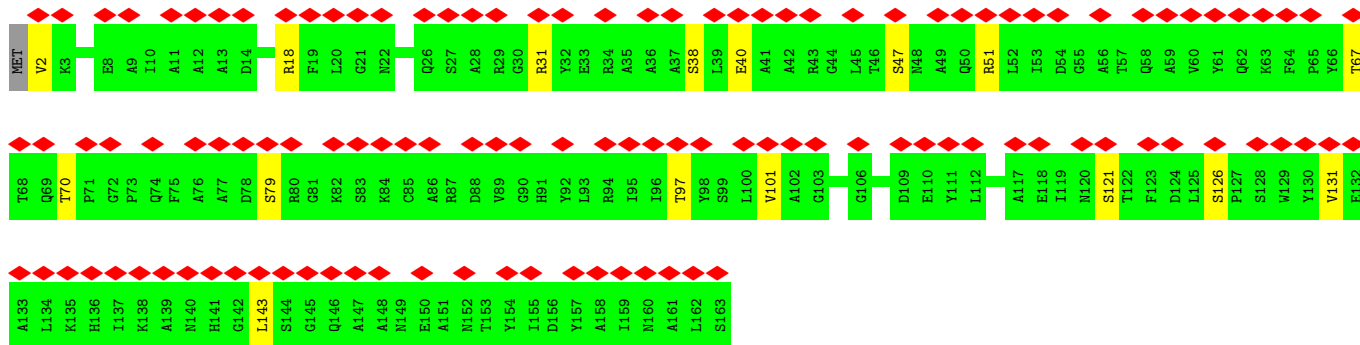 MET V2 K3 E8 A9 I10 A11 A12 A13 D14 R18 F19 L20 G21 N22 Q26 S27 A28 R29 G30 R31 Y32 E33 R34 A35 A36 A37 S38 L39 E40 A41 A42 R43 G44 L45 T46 S47 N48 A49 Q50 R51 L52 I53 D54 G55 A56 T57 Q58 A59 V60 Y61 Q62 K63 F64 P65 Y66 T67
T68 Q69 T70 P71 G72 P73 Q74 F75 A76 A77 D78 S79 R80 G81 K82 S83 K84 C85 A86 R87 D88 V89 G90 H91 Y92 L93 R94 I95 I96 T97 Y98 S99 L100 V101 A102 G103 G106 D109 E110 Y111 L112 A117 E118 I119 N120 S121 T122 F123 D124 L125 S126 P127 S128 W129 Y130 V131 E132
A133 L134 K135 H136 I137 K138 A139 N140 H141 G142 L143 S144 G145 Q146 A147 A148 N149 E150 A151 N152 T153 Y154 I155 D156 Y157 A158 I159 N160 A161 L162 S163